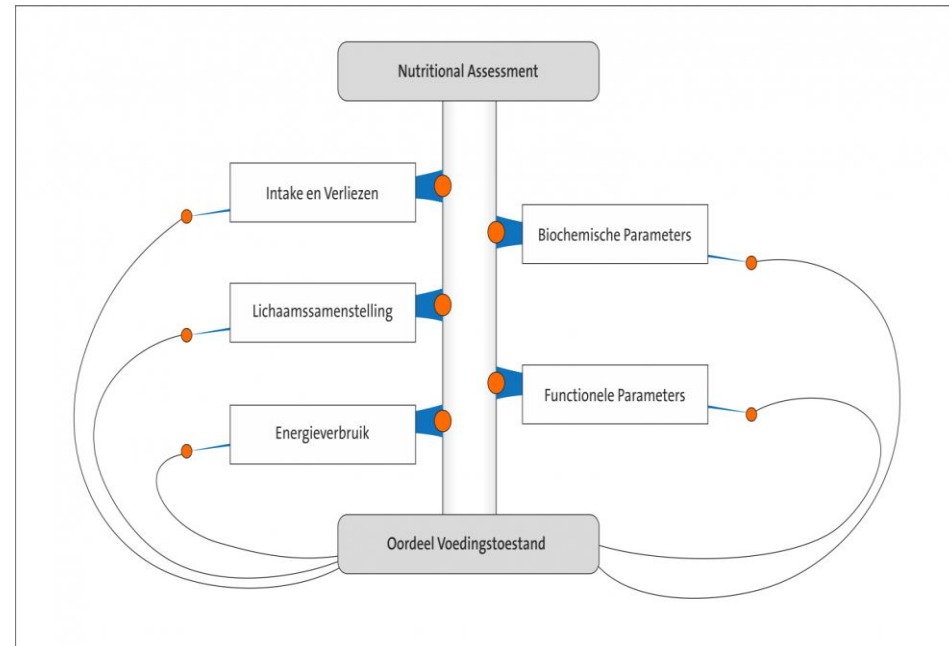 Nutritional Assessment
Intake en Verliezen
Biochemische Parameters
Lichaamssamenstelling
Functionele Parameters
Energieverbruik
Oordeel Voedingstoestand